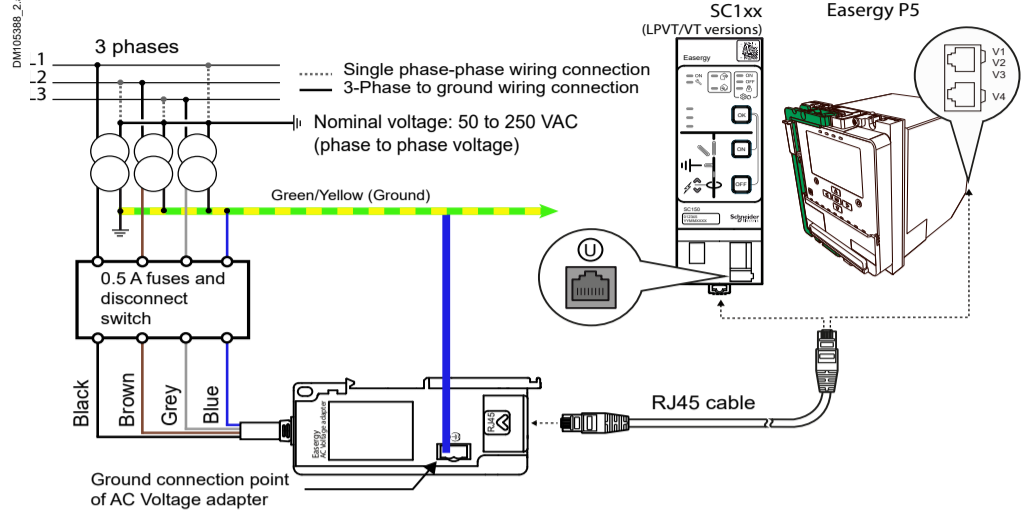 DM105388_2.
SC1xx
(LPVT/VT versions)
Easergy P5
3 phases
1
2
3
Single phase-phase wiring connection
3-Phase to ground wiring connection
Nominal voltage: 50 to 250 VAC
(phase to phase voltage)
Easergy
ON
ON
OFF
OK
ON
OFF
SC150
Schneider
Electric
V1
V2
V3
V4
Green/Yellow (Ground)
U
0.5 A fuses and
disconnect
switch
Black
Brown
Grey
Blue
Easergy
AC Voltage adapter
RJ45
RJ45 cable
Ground connection point
of AC Voltage adapter